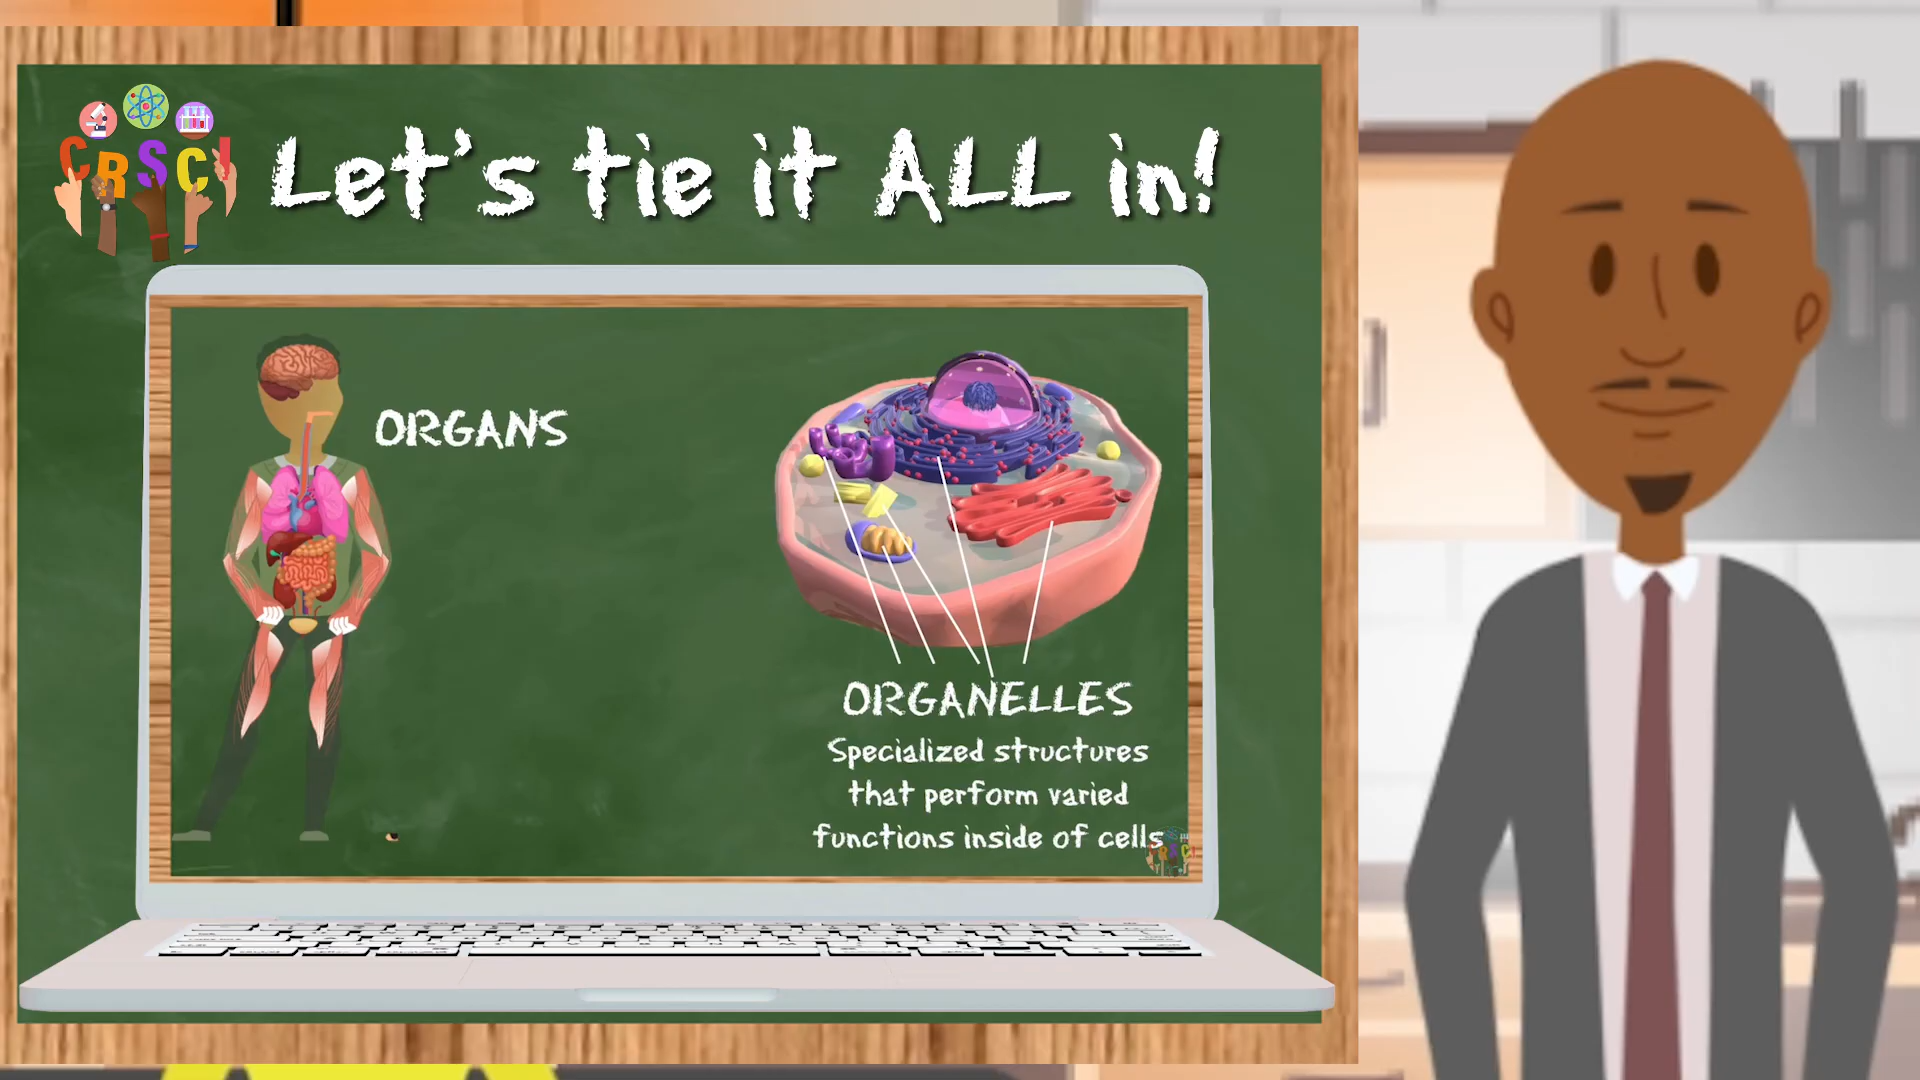 CRSCI
Let's tie it ALL in!
ORGANS
ORGANELLES
Specialized structures
that perform varied
functions inside of cells